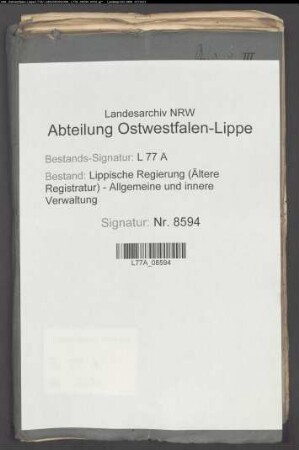 Landesarchiv NRW
Abteilung Ostwestfalen-Lippe
Bestands-Signatur: L 77 A
Bestand: Lippische Regierung (Ältere
Registratur) - Allgemeine und innere
Verwaltung
Signatur: Nr. 8594
L77A_08594